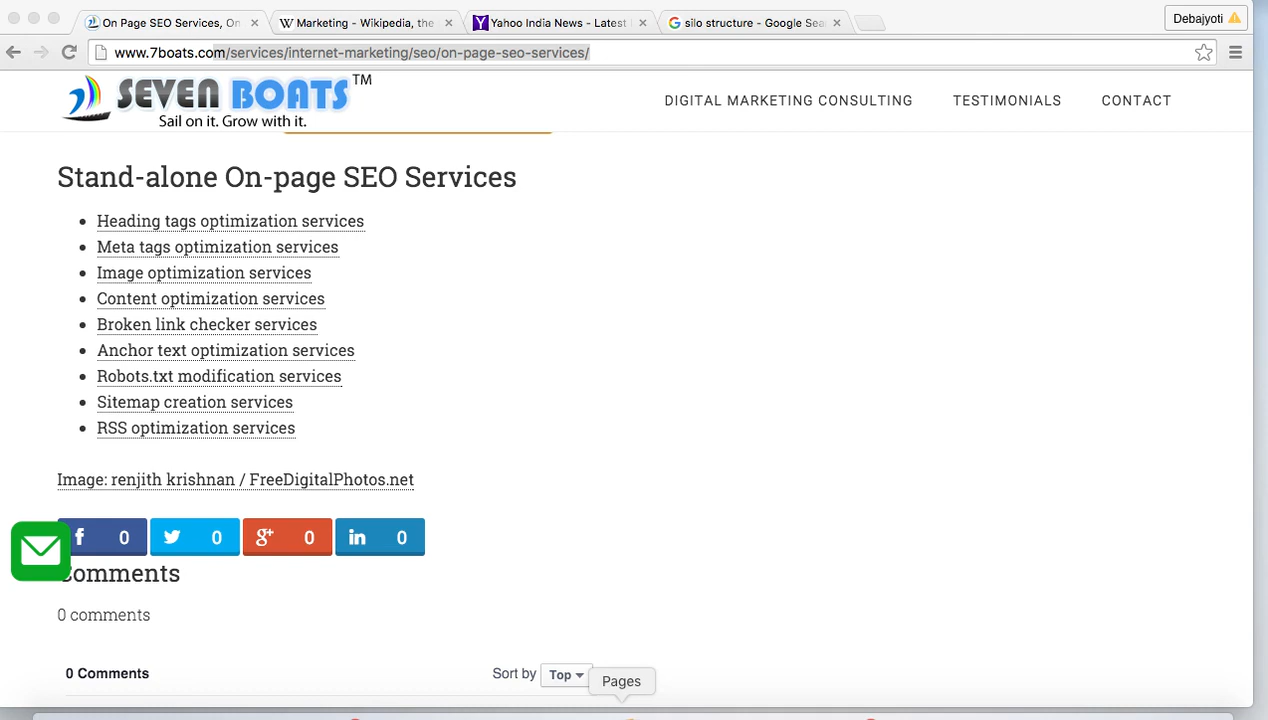 On Page SEO Services, On
Marketing - Wikipedia, the
Yahoo India News - Latest
silo structure - Google Sea
Debajyoti
www.7boats.com/services/internet-marketing/seo/on-page-seo-services/
SEVEN BOATS TM
Sail on it. Grow with it.
DIGITAL MARKETING CONSULTING
TESTIMONIALS
CONTACT
Stand-alone On-page SEO Services
Heading tags optimization services
Meta tags optimization services
Image optimization services
Content optimization services
Broken link checker services
Anchor text optimization services
Robots.txt modification services
Sitemap creation services
RSS optimization services
Image: renjith krishnan / FreeDigitalPhotos.net
f 0
0
g+ 0
in 0
Comments
0 comments
0 Comments
Sort by Top
Pages